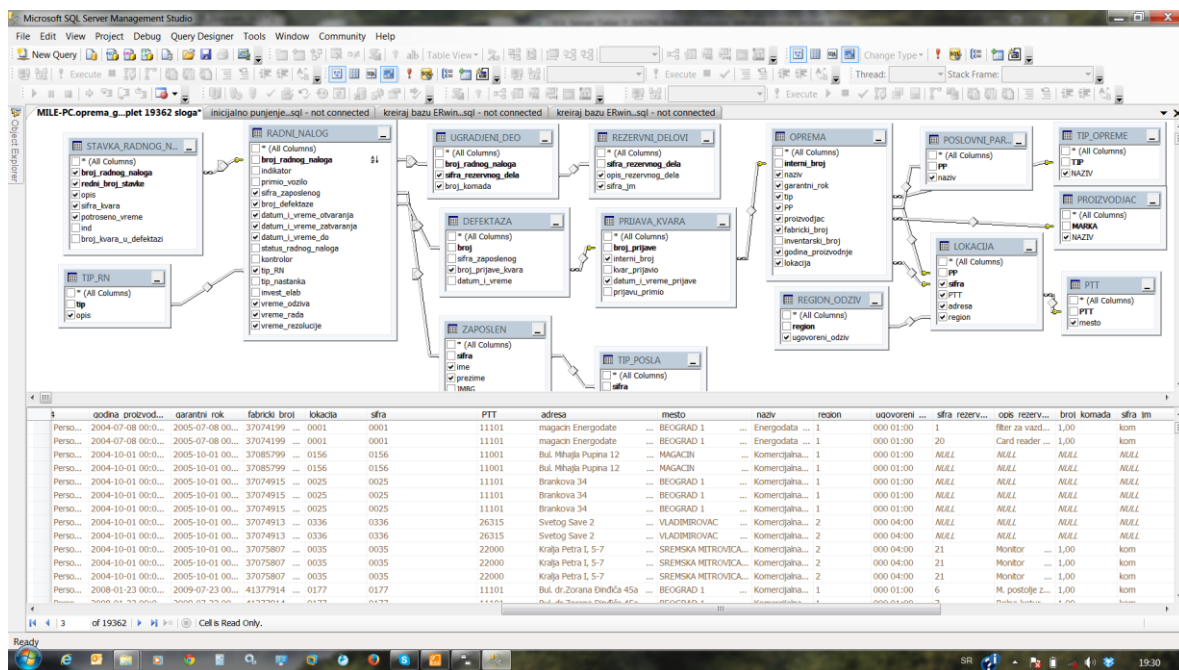 Microsoft SQL Server Management Studio
File Edit View Project Debug Query Designer Tools Window Community Help
New Query Table View Change Type
Execute Execute Thread: Stack Frame:
Execute
MILE-PC.oprema_g...plet 19362 sloga* inicijalno punjenje...sql - not connected kreiraj bazu ERwin...sql - not connected kreiraj bazu ERwin...sql - not connected
Object Explorer
STAVKA_RADNOG_N...
* (All Columns)
broj_radnog_naloga
redni_broj_stavke
opis
sifra_kvara
potroseno_vreme
ind
broj_kvara_u_defektazi
TIP_RN
* (All Columns)
tip
opis
RADNI_NALOG
* (All Columns)
broj_radnog_naloga
indikator
primio_vozilo
sifra_zaposlenog
broj_defektaze
datum_i_vreme_otvaranja
datum_i_vreme_zatvaranja
datum_i_vreme_do
status_radnog_naloga
kontrolor
tip_RN
tip_nastanka
invest_elab
vreme_odziva
vreme_rada
vreme_rezolucije
UGRADJENI_DEO
* (All Columns)
broj_radnog_naloga
sifra_rezervnog_dela
broj_komada
DEFEKTAZA
* (All Columns)
broj
sifra_zaposlenog
broj_prijave_kvara
datum_i_vreme
ZAPOSLEN
* (All Columns)
sifra
ime
prezime
JMBG
REZERVNI_DELOVI
* (All Columns)
sifra_rezervnog_dela
opis_rezervnog_dela
sifra_jm
PRIJAVA_KVARA
* (All Columns)
broj_prijave
interni_broj
kvar_prijavio
datum_i_vreme_prijave
prijavu_primio
TIP_POSLA
* (All Columns)
sifra
OPREMA
* (All Columns)
interni_broj
naziv
garantni_rok
tip
PP
proizvodjac
fabricki_broj
inventarski_broj
godina_proizvodnje
lokacija
REGION_ODZIV
* (All Columns)
region
ugovoreni_odziv
POSLOVNI_PAR...
* (All Columns)
PP
naziv
LOKACIJA
* (All Columns)
PP
sifra
PTT
adresa
region
TIP_OPREME
* (All Columns)
TIP
NAZIV
PROIZVODJAC
* (All Columns)
MARKA
NAZIV
PTT
* (All Columns)
PTT
mesto
godina_proizvod... garantni_rok fabricki_broj lokacija sifra PTT adresa mesto naziv region ugovoreni ... sifra_rezerv... opis_rezerv... broj_komada sifra_jm
Perso... 2004-07-08 00:0... 2005-07-08 00... 37074199 ... 0001 0001 11101 magacin Energodate ... BEOGRAD 1 ... Energodata ... 1 000 01:00 1 filter za vazd... 1,00 kom
Perso... 2004-07-08 00:0... 2005-07-08 00... 37074199 ... 0001 0001 11101 magacin Energodate ... BEOGRAD 1 ... Energodata ... 1 000 01:00 20 Card reader ... 1,00 kom
Perso... 2004-10-01 00:0... 2005-10-01 00... 37085799 ... 0156 0156 11001 Bul. Mihajla Pupina 12 ... MAGACIN ... Komercijalna... 1 000 01:00 NULL NULL NULL NULL
Perso... 2004-10-01 00:0... 2005-10-01 00... 37085799 ... 0156 0156 11001 Bul. Mihajla Pupina 12 ... MAGACIN ... Komercijalna... 1 000 01:00 NULL NULL NULL NULL
Perso... 2004-10-01 00:0... 2005-10-01 00... 37074915 ... 0025 0025 11101 Brankova 34 ... BEOGRAD 1 ... Komercijalna... 1 000 01:00 NULL NULL NULL NULL
Perso... 2004-10-01 00:0... 2005-10-01 00... 37074915 ... 0025 0025 11101 Brankova 34 ... BEOGRAD 1 ... Komercijalna... 1 000 01:00 NULL NULL NULL NULL
Perso... 2004-10-01 00:0... 2005-10-01 00... 37074915 ... 0025 0025 11101 Brankova 34 ... BEOGRAD 1 ... Komercijalna... 1 000 01:00 NULL NULL NULL NULL
Perso... 2004-10-01 00:0... 2005-10-01 00... 37074913 ... 0336 0336 26315 Svetog Save 2 ... VLADIMIROVAC ... Komercijalna... 2 000 04:00 NULL NULL NULL NULL
Perso... 2004-10-01 00:0... 2005-10-01 00... 37074913 ... 0336 0336 26315 Svetog Save 2 ... VLADIMIROVAC ... Komercijalna... 2 000 04:00 NULL NULL NULL NULL
Perso... 2004-10-01 00:0... 2005-10-01 00... 37075807 ... 0035 0035 22000 Kralja Petra I, 5-7 ... SREMSKA MITROVICA... Komercijalna... 2 000 04:00 21 Monitor ... 1,00 kom
Perso... 2004-10-01 00:0... 2005-10-01 00... 37075807 ... 0035 0035 22000 Kralja Petra I, 5-7 ... SREMSKA MITROVICA... Komercijalna... 2 000 04:00 21 Monitor ... 1,00 kom
Perso... 2004-10-01 00:0... 2005-10-01 00... 37075807 ... 0035 0035 22000 Kralja Petra I, 5-7 ... SREMSKA MITROVICA... Komercijalna... 2 000 04:00 21 Monitor ... 1,00 kom
Perso... 2008-01-23 00:0... 2009-07-23 00... 41377914 ... 0177 0177 11101 Bul. dr.Zorana Đinđića 45a ... BEOGRAD 1 ... Komercijalna... 1 000 01:00 6 M. postolje z... 1,00 kom
3 of 19362 Cell is Read Only.
Ready
SR 19:30